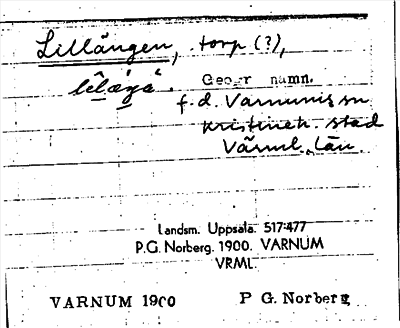 Lillängen, torp (?),
Geogr namn.
f.d. Varnums sn
Kristineh. stad
Värml. län.
Landsm. Uppsala. 517:477
P.G. Norberg. 1900. VARNUM
VRML.
VARNUM 1900 P G. Norberg